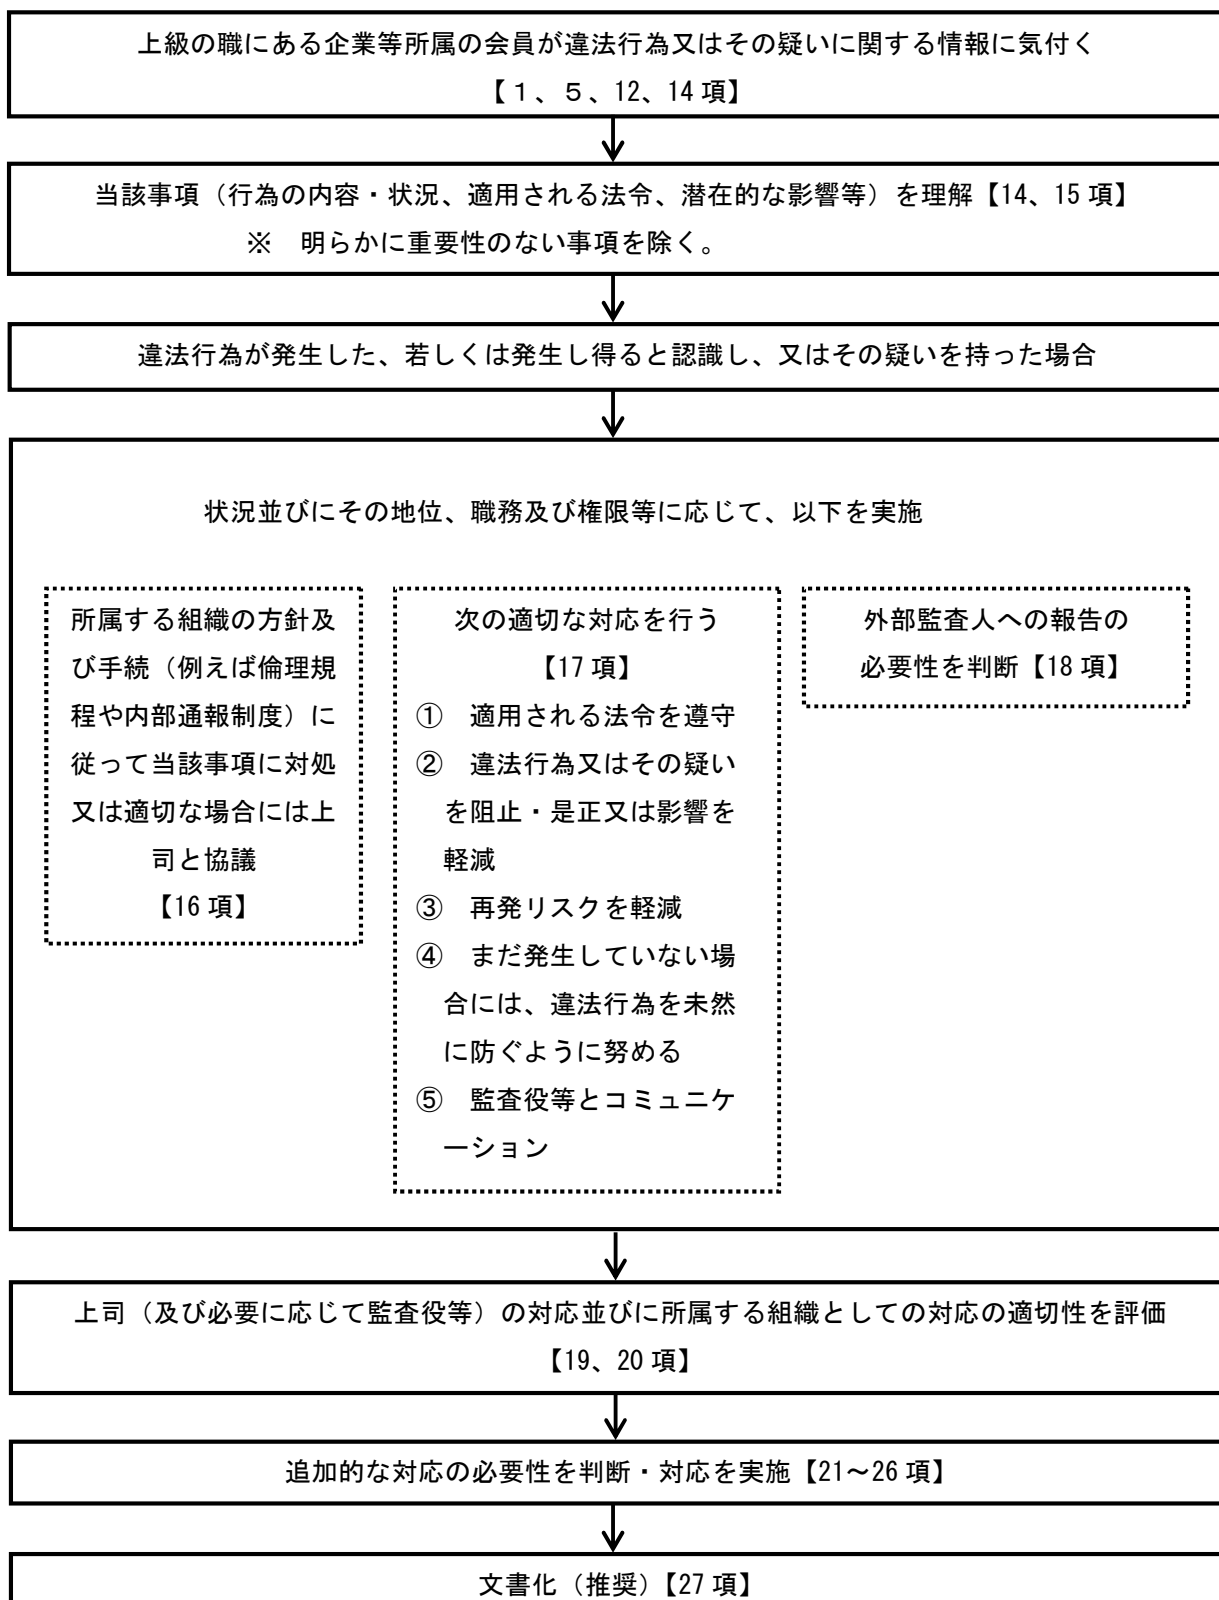 上級の職にある企業等所属の会員が違法行為又はその疑いに関する情報に気付く
【１、５、12、14 項】
当該事項（行為の内容・状況、適用される法令、潜在的な影響等）を理解【14、15 項】
※　明らかに重要性のない事項を除く。
違法行為が発生した、若しくは発生し得ると認識し、又はその疑いを持った場合
状況並びにその地位、職務及び権限等に応じて、以下を実施
所属する組織の方針及
び手続（例えば倫理規
程や内部通報制度）に
従って当該事項に対処
又は適切な場合には上
司と協議
【16 項】
次の適切な対応を行う
【17 項】
①　適用される法令を遵守
②　違法行為又はその疑い
を阻止・是正又は影響を
軽減
③　再発リスクを軽減
④　まだ発生していない場
合には、違法行為を未然
に防ぐように努める
⑤　監査役等とコミュニケ
ーション
外部監査人への報告の
必要性を判断【18 項】
上司（及び必要に応じて監査役等）の対応並びに所属する組織としての対応の適切性を評価
【19、20 項】
追加的な対応の必要性を判断・対応を実施【21～26 項】
文書化（推奨）【27 項】